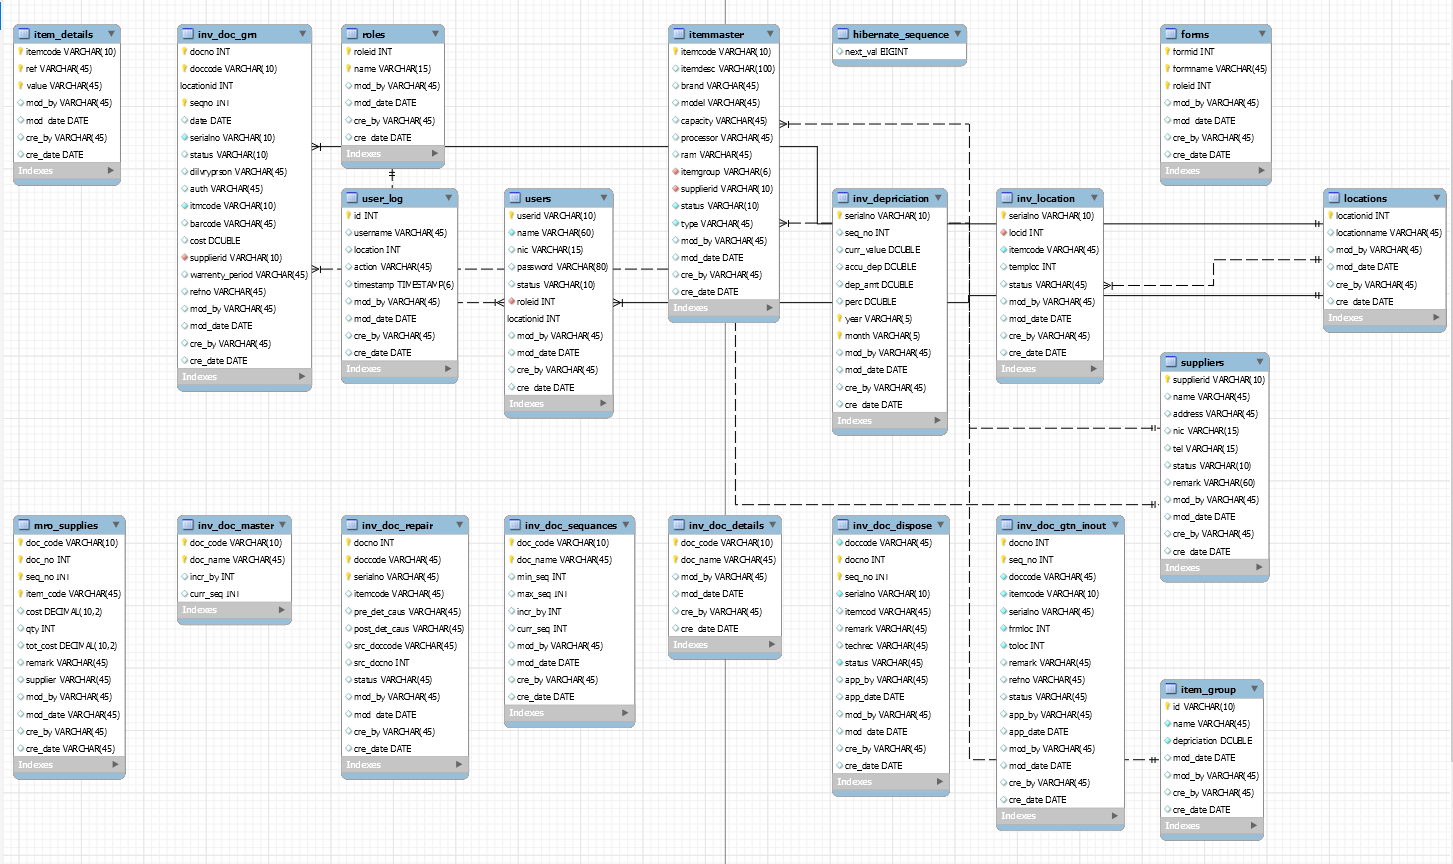 item_details
itemcode VARCHAR(10)
ref VARCHAR(45)
value VARCHAR(45)
mod_by VARCHAR(45)
mod_date DATE
cre_by VARCHAR(45)
cre_date DATE
Indexes
inv_doc_grn
docno INT
doccode VARCHAR(10)
locationid INT
seqno INT
date DATE
serialno VARCHAR(10)
status VARCHAR(10)
dilvryprson VARCHAR(45)
auth VARCHAR(45)
itmcode VARCHAR(10)
barcode VARCHAR(45)
cost DOUBLE
supplierid VARCHAR(10)
warrenty_period VARCHAR(45)
refno VARCHAR(45)
mod_by VARCHAR(45)
mod_date DATE
cre_by VARCHAR(45)
cre_date DATE
Indexes
roles
roleid INT
name VARCHAR(15)
mod_by VARCHAR(45)
mod_date DATE
cre_by VARCHAR(45)
cre_date DATE
Indexes
itemmaster
itemcode VARCHAR(10)
itemdesc VARCHAR(100)
brand VARCHAR(45)
model VARCHAR(45)
capacity VARCHAR(45)
processor VARCHAR(45)
ram VARCHAR(45)
itemgroup VARCHAR(6)
supplierid VARCHAR(10)
status VARCHAR(10)
type VARCHAR(45)
mod_by VARCHAR(45)
mod_date DATE
cre_by VARCHAR(45)
cre_date DATE
Indexes
hibernate_sequence
next_val BIGINT
forms
formid INT
formname VARCHAR(45)
roleid INT
mod_by VARCHAR(45)
mod_date DATE
cre_by VARCHAR(45)
cre_date DATE
Indexes
user_log
id INT
username VARCHAR(45)
location INT
action VARCHAR(45)
timestamp TIMESTAMP(6)
mod_by VARCHAR(45)
mod_date DATE
cre_by VARCHAR(45)
cre_date DATE
Indexes
users
userid VARCHAR(10)
name VARCHAR(60)
nic VARCHAR(15)
password VARCHAR(80)
status VARCHAR(10)
roleid INT
locationid INT
mod_by VARCHAR(45)
mod_date DATE
cre_by VARCHAR(45)
cre_date DATE
Indexes
inv_depriciation
serialno VARCHAR(10)
seq_no INT
curr_value DOUBLE
accu_dep DOUBLE
dep_amt DOUBLE
perc DOUBLE
year VARCHAR(5)
month VARCHAR(5)
mod_by VARCHAR(45)
mod_date DATE
cre_by VARCHAR(45)
cre_date DATE
Indexes
inv_location
serialno VARCHAR(10)
locid INT
itemcode VARCHAR(45)
temploc INT
status VARCHAR(45)
mod_by VARCHAR(45)
mod_date DATE
cre_by VARCHAR(45)
cre_date DATE
Indexes
locations
locationid INT
locationname VARCHAR(45)
mod_by VARCHAR(45)
mod_date DATE
cre_by VARCHAR(45)
cre_date DATE
Indexes
suppliers
supplierid VARCHAR(10)
name VARCHAR(45)
address VARCHAR(45)
nic VARCHAR(15)
tel VARCHAR(15)
status VARCHAR(10)
remark VARCHAR(60)
mod_by VARCHAR(45)
mod_date DATE
cre_by VARCHAR(45)
cre_date DATE
Indexes
mro_supplies
doc_code VARCHAR(10)
doc_no INT
seq_no INT
item_code VARCHAR(45)
cost DECIMAL(10,2)
qty INT
tot_cost DECIMAL(10,2)
remark VARCHAR(45)
supplier VARCHAR(45)
mod_by VARCHAR(45)
mod_date VARCHAR(45)
cre_by VARCHAR(45)
cre_date VARCHAR(45)
Indexes
inv_doc_master
doc_code VARCHAR(10)
doc_name VARCHAR(45)
incr_by INT
curr_seq INT
Indexes
inv_doc_repair
docno INT
doccode VARCHAR(45)
serialno VARCHAR(45)
itemcode VARCHAR(45)
pre_det_caus VARCHAR(45)
post_det_caus VARCHAR(45)
src_doccode VARCHAR(45)
src_docno INT
status VARCHAR(45)
mod_by VARCHAR(45)
mod_date DATE
cre_by VARCHAR(45)
cre_date DATE
Indexes
inv_doc_sequances
doc_code VARCHAR(10)
doc_name VARCHAR(45)
min_seq INT
max_seq INT
incr_by INT
curr_seq INT
mod_by VARCHAR(45)
mod_date DATE
cre_by VARCHAR(45)
cre_date DATE
Indexes
inv_doc_details
doc_code VARCHAR(10)
doc_name VARCHAR(45)
mod_by VARCHAR(45)
mod_date DATE
cre_by VARCHAR(45)
cre_date DATE
Indexes
inv_doc_dispose
doccode VARCHAR(45)
docno INT
seq_no INT
serialno VARCHAR(10)
itemcod VARCHAR(45)
remark VARCHAR(45)
techrec VARCHAR(45)
status VARCHAR(45)
app_by VARCHAR(45)
app_date DATE
mod_by VARCHAR(45)
mod_date DATE
cre_by VARCHAR(45)
cre_date DATE
Indexes
inv_doc_gtn_inout
docno INT
seq_no INT
doccode VARCHAR(45)
itemcode VARCHAR(10)
serialno VARCHAR(45)
frmloc INT
toloc INT
remark VARCHAR(45)
refno VARCHAR(45)
status VARCHAR(45)
app_by VARCHAR(45)
app_date DATE
mod_by VARCHAR(45)
mod_date DATE
cre_by VARCHAR(45)
cre_date DATE
Indexes
item_group
id VARCHAR(10)
name VARCHAR(45)
depriciation DOUBLE
mod_date DATE
mod_by VARCHAR(45)
cre_by VARCHAR(45)
cre_date DATE
Indexes